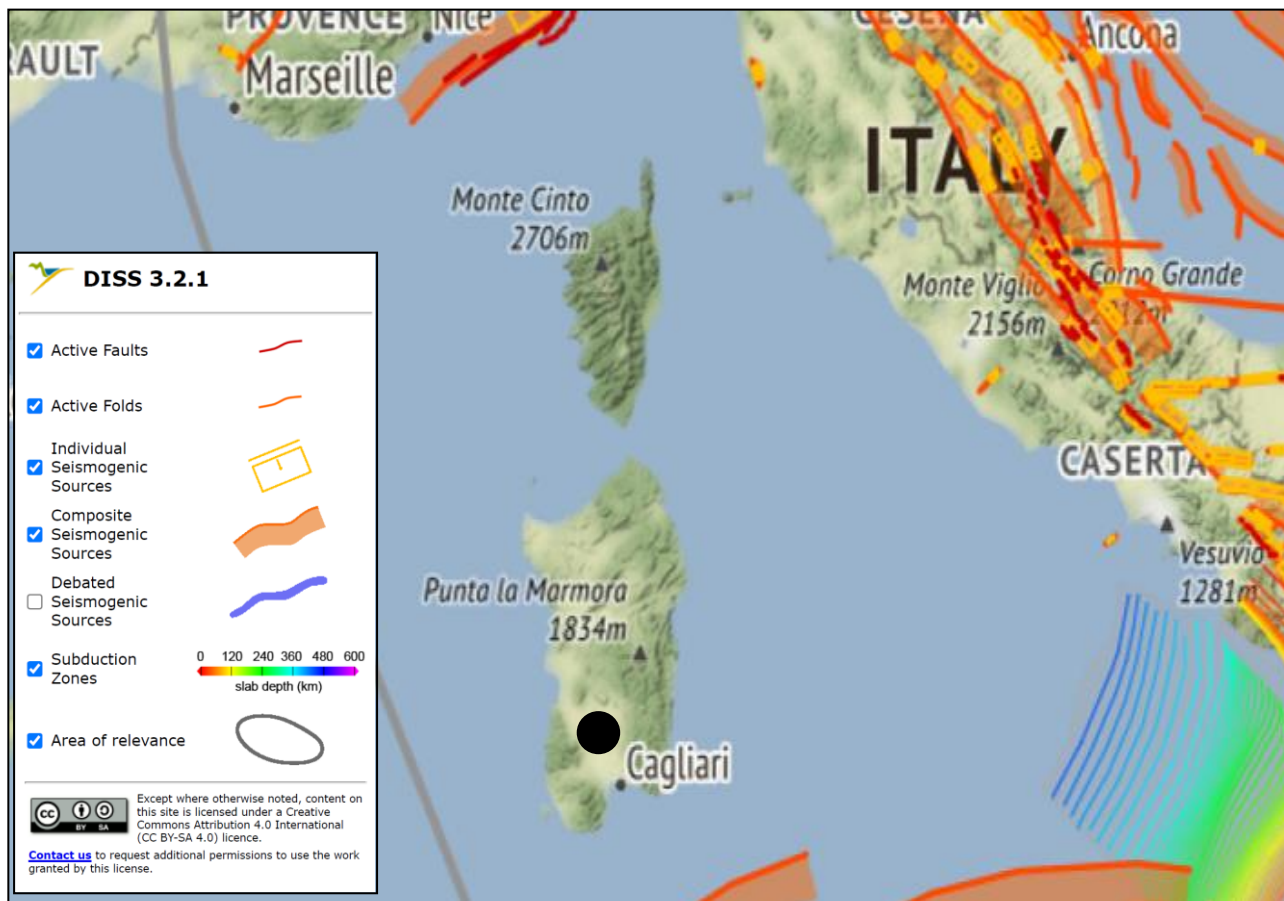 PROVENCE
Nice
CESENA
RAULT
Marseille
Ancona
ITALY
Monte Cinto
2706m
Corno Grande
Monte Viglio
2156m
CASERTA
Vesuvio
1281m
Punta la Marmora
1834m
Cagliari
DISS 3.2.1
Active Faults
Active Folds
Individual
Seismogenic
Sources
Composite
Seismogenic
Sources
Debated
Seismogenic
Sources
Subduction
Zones
0 120 240 360 480 600
slab depth (km)
Area of relevance
CC BY SA
Except where otherwise noted, content on
this site is licensed under a Creative
Commons Attribution 4.0 International
(CC BY-SA 4.0) licence.
Contact us to request additional permissions to use the work
granted by this license.